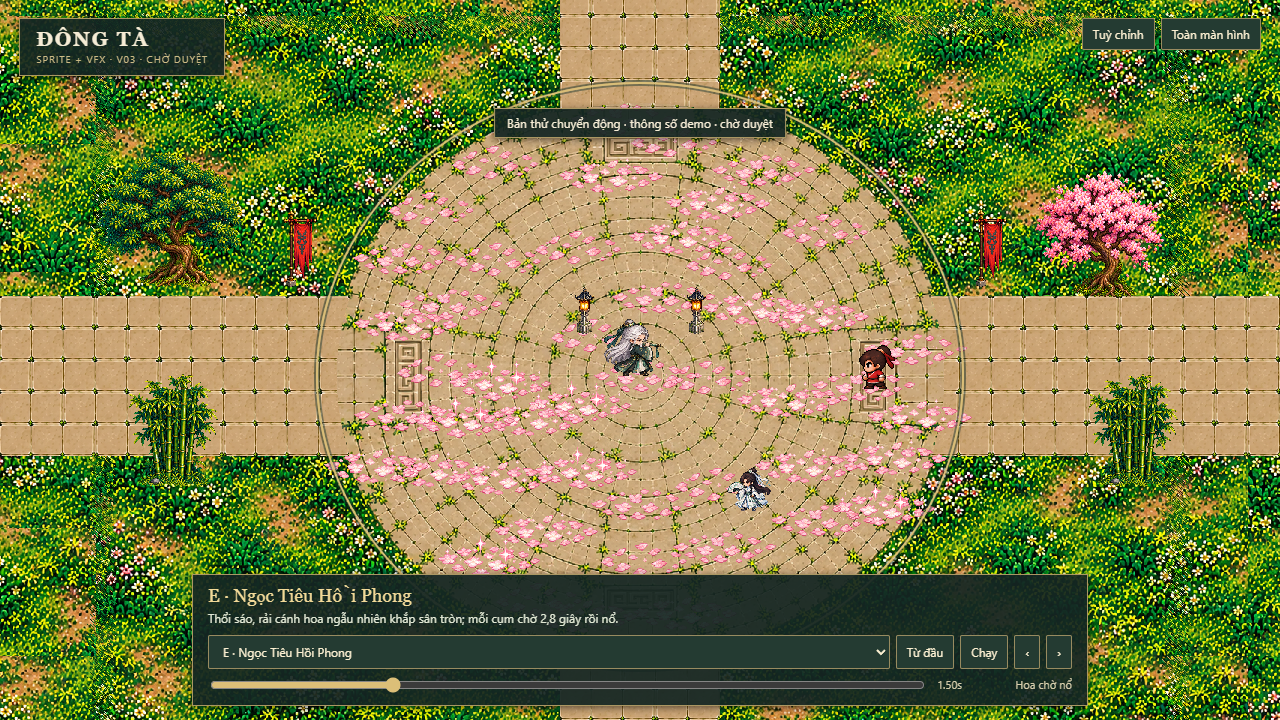 ĐÔNG TÀ
SPRITE + VFX · V03 · CHỜ DUYỆT
Tuỳ chỉnh
Toàn màn hình
Bản thử chuyển động · thông số demo · chờ duyệt
E · Ngọc Tiêu Hồi Phong
Thổi sáo, rải cánh hoa ngẫu nhiên khắp sân tròn; mỗi cụm chờ 2,8 giây rồi nổ.
E · Ngọc Tiêu Hồi Phong
Từ đầu
Chạy
‹
›
1.50s
Hoa chờ nổ